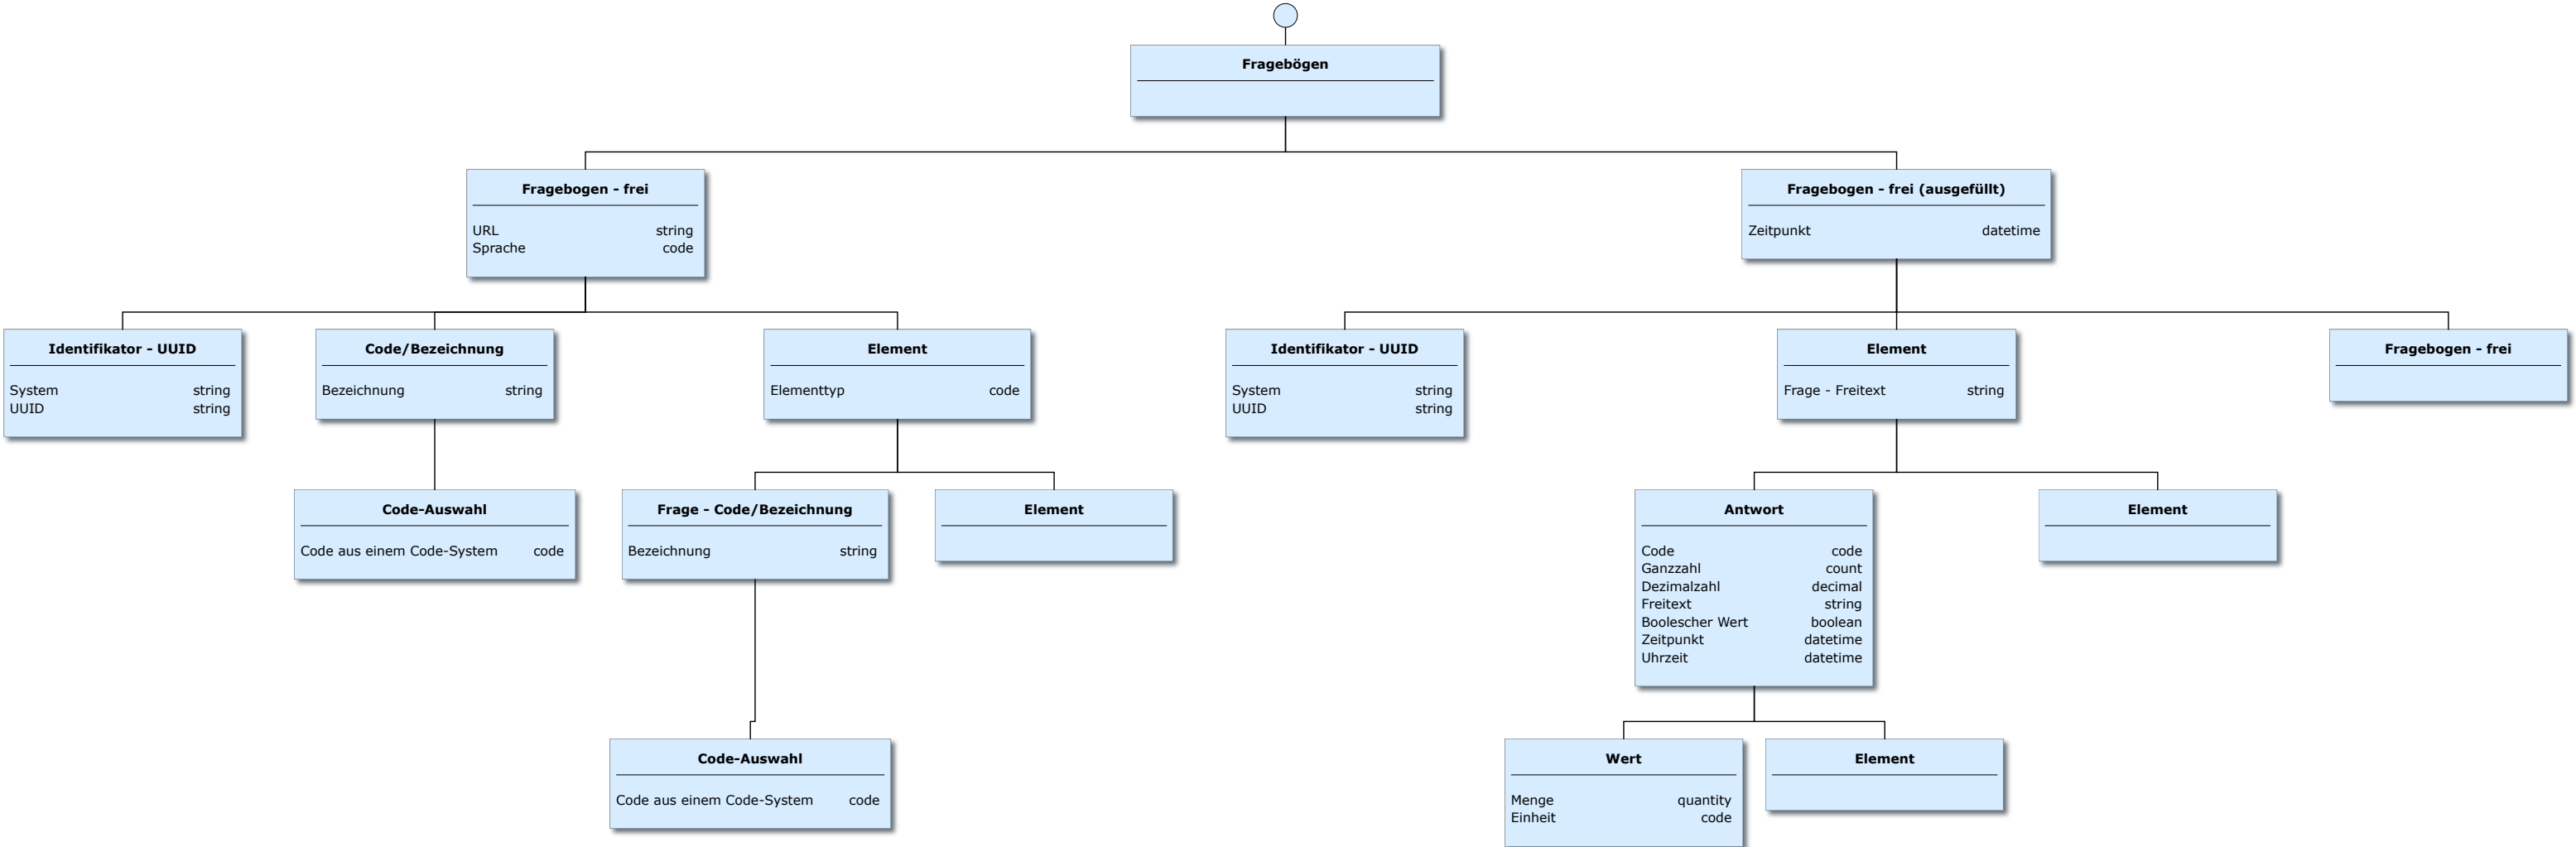 Fragebögen
Fragebogen - frei
URL string
Sprache code
Fragebogen - frei (ausgefüllt)
Zeitpunkt datetime
Identifikator - UUID
System string
UUID string
Code/Bezeichnung
Bezeichnung string
Element
Elementtyp code
Identifikator - UUID
System string
UUID string
Element
Frage - Freitext string
Fragebogen - frei
Code-Auswahl
Code aus einem Code-System code
Frage - Code/Bezeichnung
Bezeichnung string
Element
Antwort
Code code
Ganzzahl count
Dezimalzahl decimal
Freitext string
Boolescher Wert boolean
Zeitpunkt datetime
Uhrzeit datetime
Element
Code-Auswahl
Code aus einem Code-System code
Wert
Menge quantity
Einheit code
Element